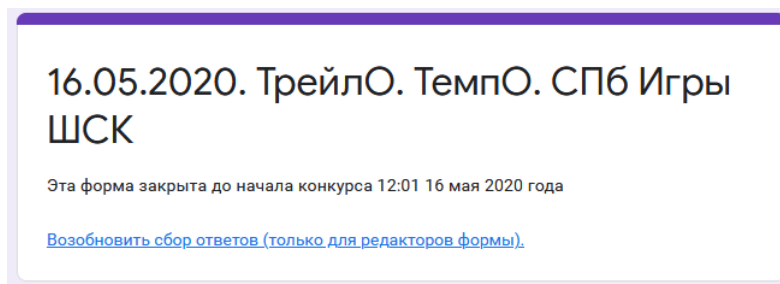 16.05.2020. ТрейлО. ТемпО. СПб Игры
ШСК
Эта форма закрыта до начала конкурса 12:01 16 мая 2020 года
Возобновить сбор ответов (только для редакторов формы).